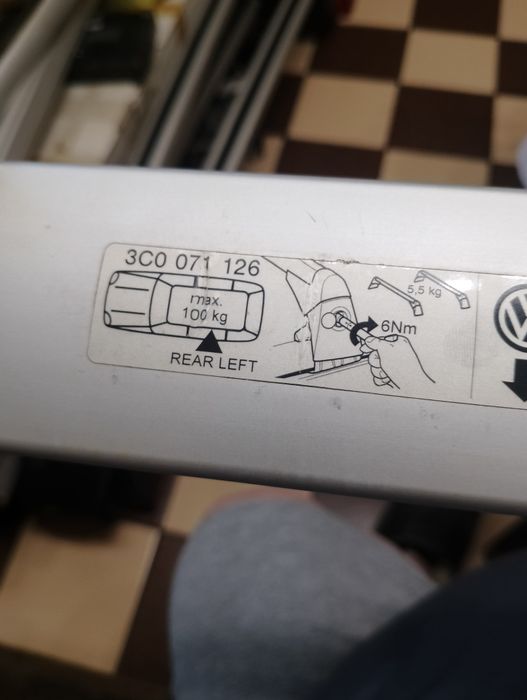 3C0 071 126
max.
100 kg
REAR LEFT
5,5 kg
6Nm